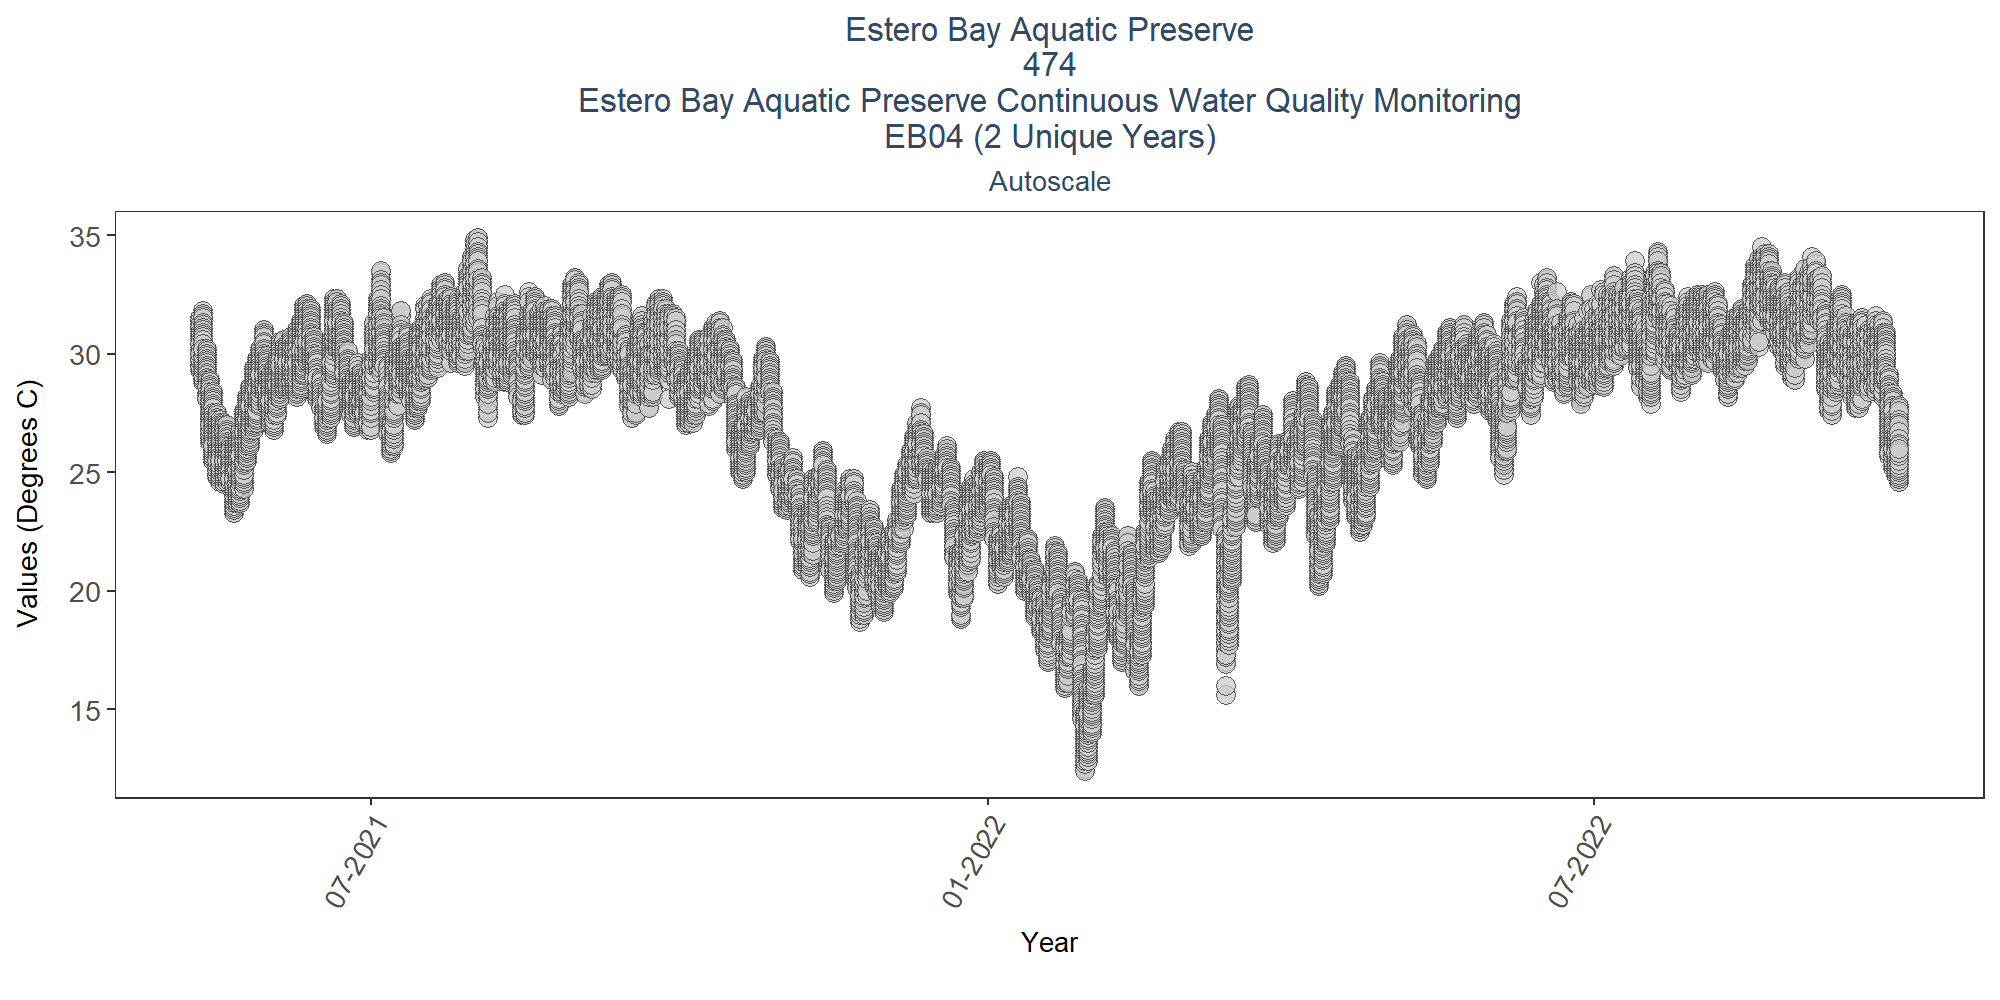 Estero Bay Aquatic Preserve
474
Estero Bay Aquatic Preserve Continuous Water Quality Monitoring
EB04 (2 Unique Years)
Autoscale
Values (Degrees C)
35
30
25
20
15
07-2021
01-2022
07-2022
Year